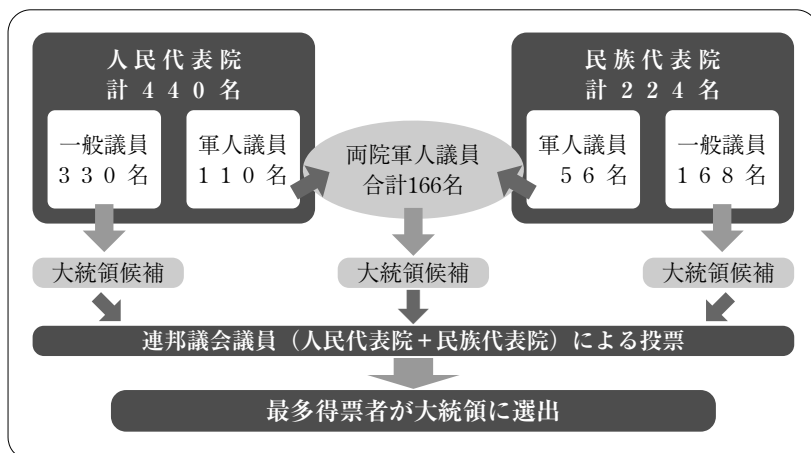 人民代表院
計440名
一般議員
330名
軍人議員
110名
両院軍人議員
合計166名
民族代表院
計224名
軍人議員
56名
一般議員
168名
大統領候補
大統領候補
大統領候補
連邦議会議員（人民代表院＋民族代表院）による投票
最多得票者が大統領に選出